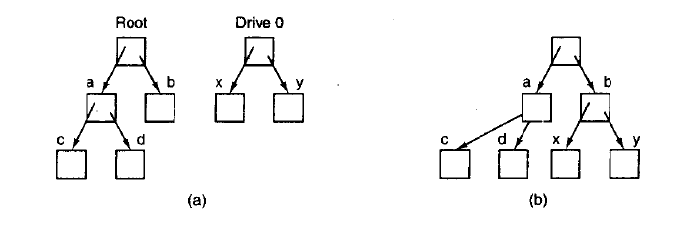 Root Drive 0
a b x y
a b
c d
c d x y
(a)
(b)